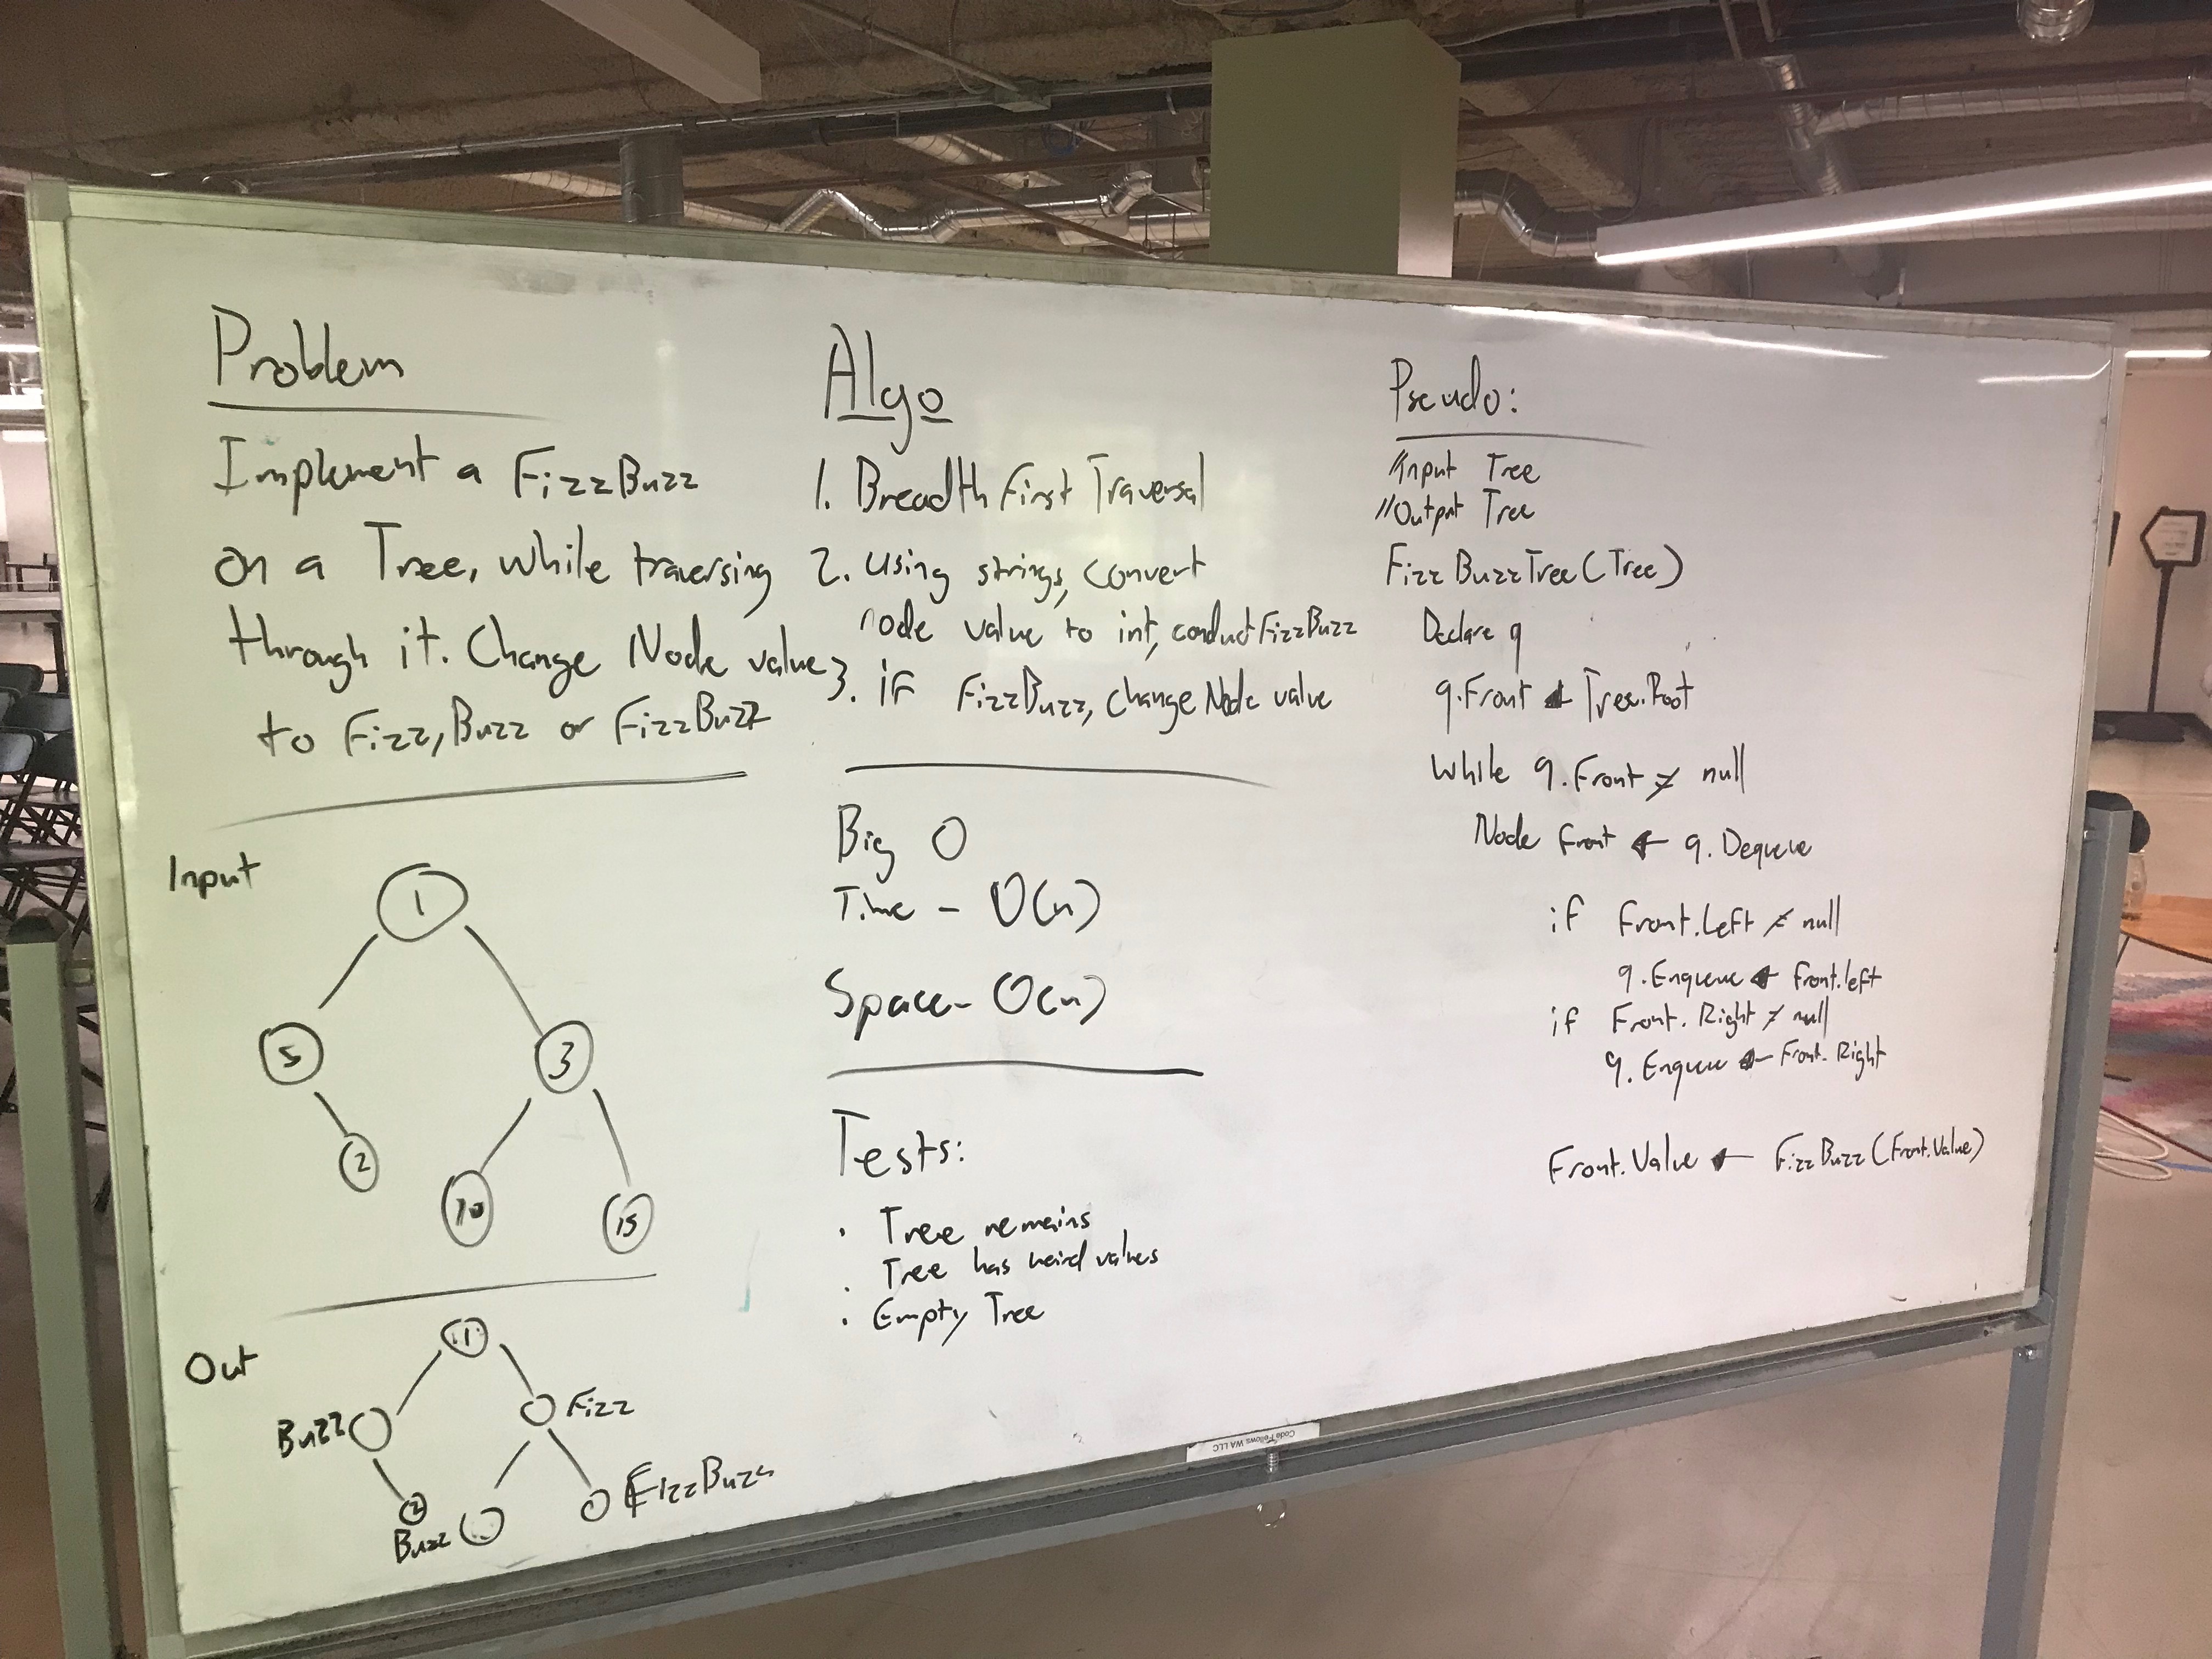 Problem
Implement a FizzBuzz
on a Tree, while traversing
through it. Change Node value
to Fizz, Buzz or FizzBuzz
Input
1
5
3
2
10
15
Out
1
Buzz
Fizz
2
Buzz
FizzBuzz
Algo
1. Breadth First Traversal
2. Using strings, convert
node value to int, conduct FizzBuzz
3. if FizzBuzz, change Node value
Big O
Time - O(n)
Space - O(n)
Tests:
• Tree remains
• Tree has weird values
• Empty Tree
Pseudo:
//Input Tree
//Output Tree
FizzBuzzTree(Tree)
Declare q
q.Front ← Tree.Root
While q.Front ≠ null
Node front ← q.Dequeue
if Front.Left ≠ null
q.Enqueue ← Front.left
if Front.Right ≠ null
q.Enqueue ← Front.Right
Front.Value ← FizzBuzz(Front.Value)
Code Fellows, WA LLC